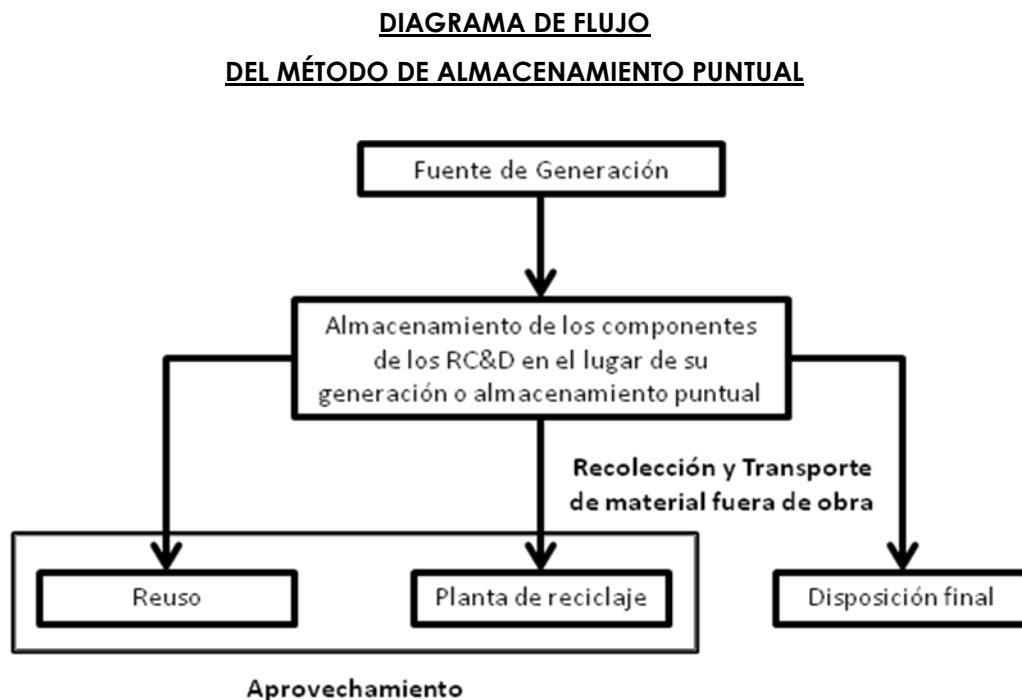 DIAGRAMA DE FLUJO
DEL MÉTODO DE ALMACENAMIENTO PUNTUAL
Fuente de Generación
Almacenamiento de los componentes
de los RC&D en el lugar de su
generación o almacenamiento puntual
Recolección y Transporte
de material fuera de obra
Reuso
Planta de reciclaje
Disposición final
Aprovechamiento